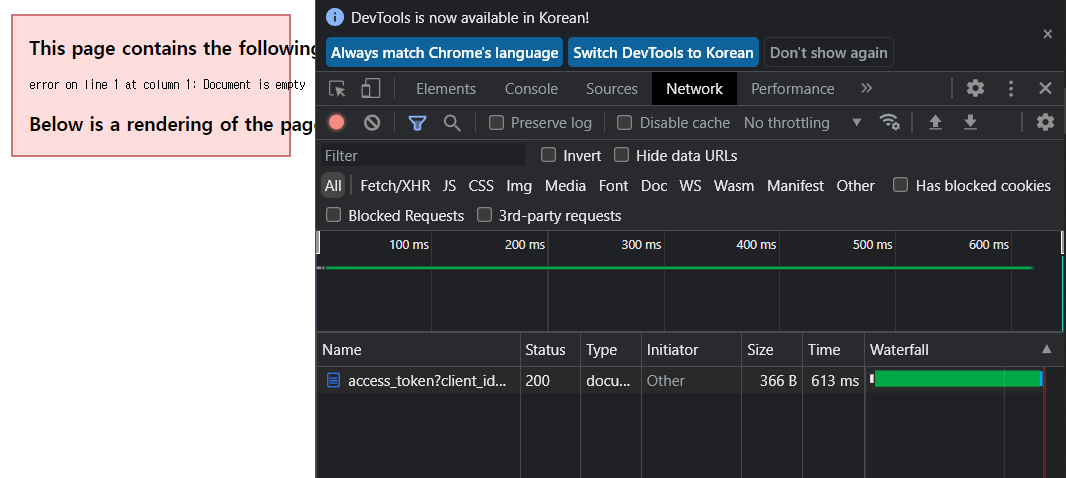 This page contains the following
error on line 1 at column 1: Document is empty
Below is a rendering of the page
DevTools is now available in Korean!
Always match Chrome's language Switch DevTools to Korean Don't show again
Elements Console Sources Network Performance
Preserve log Disable cache No throttling
Filter Invert Hide data URLs
All Fetch/XHR JS CSS Img Media Font Doc WS Wasm Manifest Other Has blocked cookies
Blocked Requests 3rd-party requests
100 ms 200 ms 300 ms 400 ms 500 ms 600 ms
Name Status Type Initiator Size Time Waterfall
access_token?client_id... 200 docu... Other 366 B 613 ms